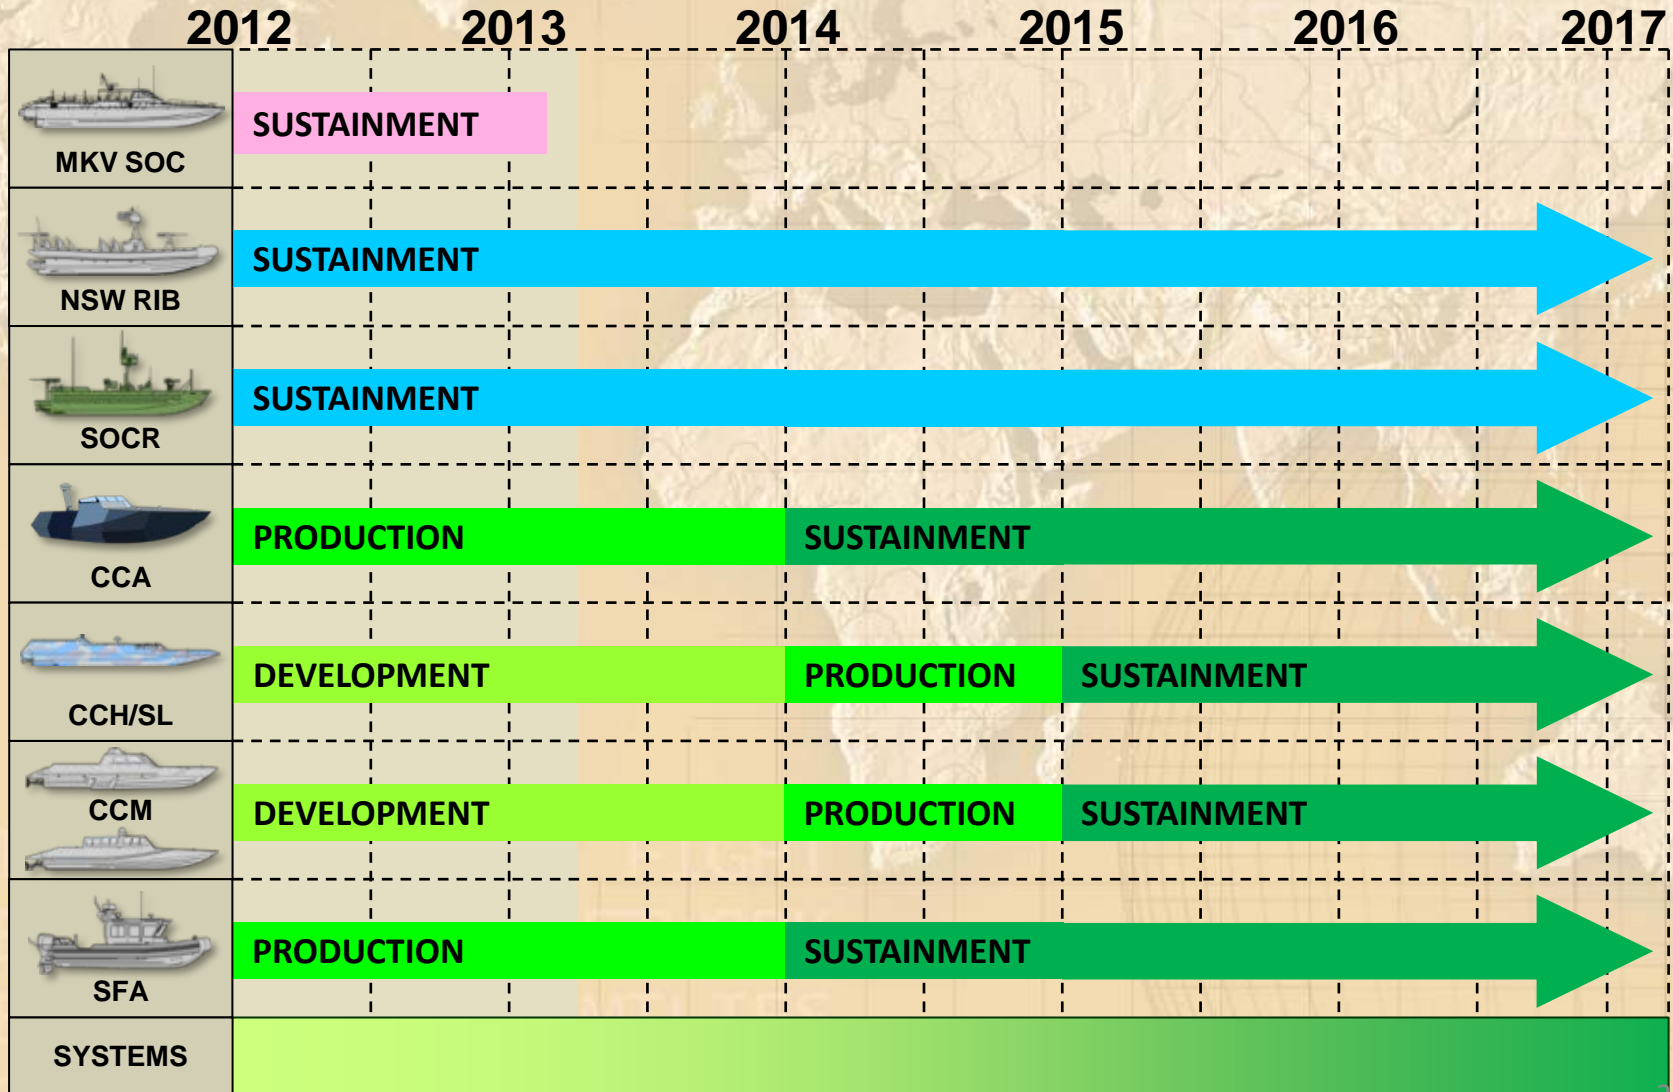 2012 2013 2014 2015 2016 2017
MKV SOC
SUSTAINMENT
NSW RIB
SUSTAINMENT
SOCR
SUSTAINMENT
CCA
PRODUCTION SUSTAINMENT
CCH/SL
DEVELOPMENT PRODUCTION SUSTAINMENT
CCM
DEVELOPMENT PRODUCTION SUSTAINMENT
SFA
PRODUCTION SUSTAINMENT
SYSTEMS